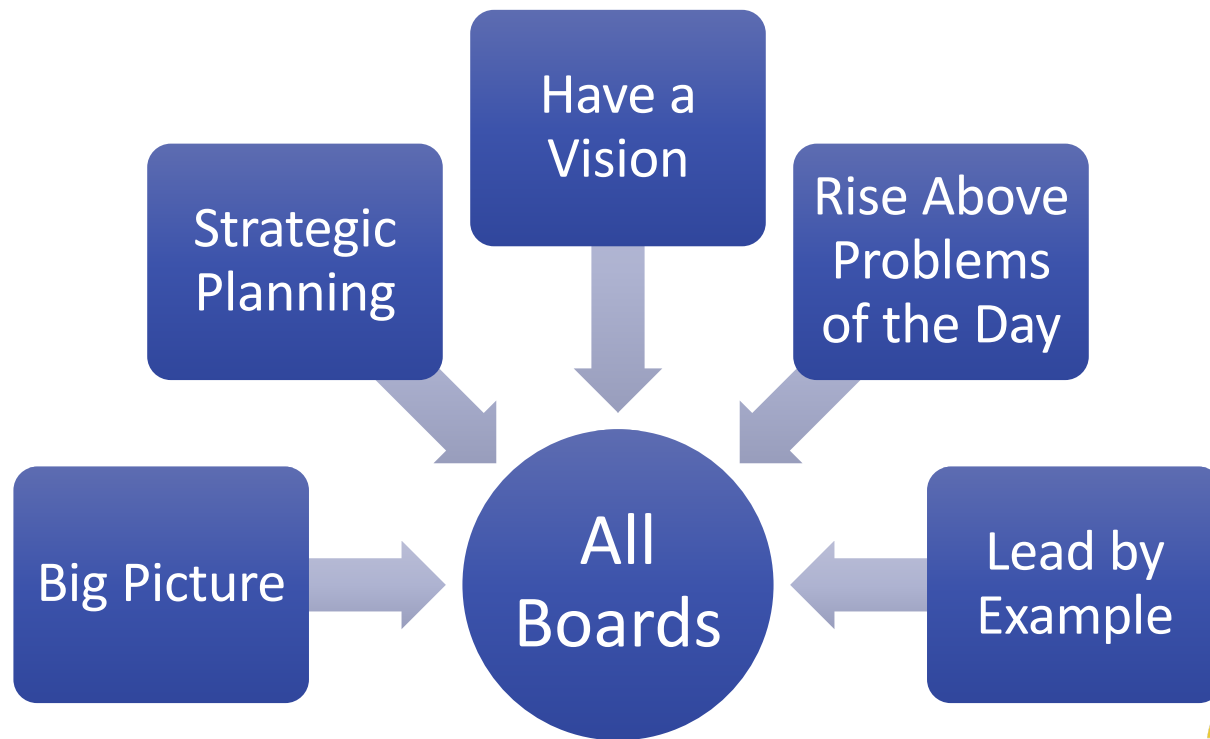 Have a
Vision
Strategic
Planning
Rise Above
Problems
of the Day
Big Picture
All
Boards
Lead by
Example